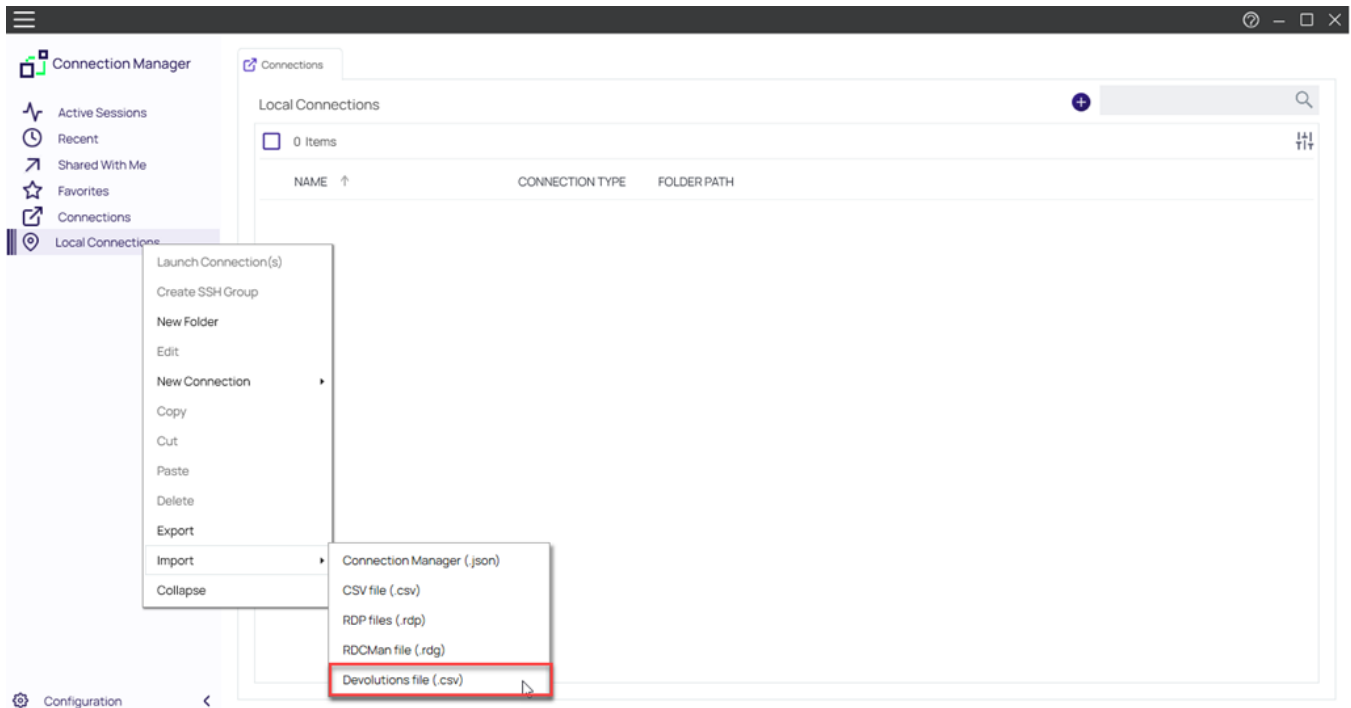 Connection Manager
Active Sessions
Recent
Shared With Me
Favorites
Connections
Local Connections
Connections
Local Connections
0 Items
NAME
CONNECTION TYPE
FOLDER PATH
Launch Connection(s)
Create SSH Group
New Folder
Edit
New Connection
Copy
Cut
Paste
Delete
Export
Import
Collapse
Connection Manager (.json)
CSV file (.csv)
RDP files (.rdp)
RDCMan file (.rdg)
Devolutions file (.csv)
Configuration